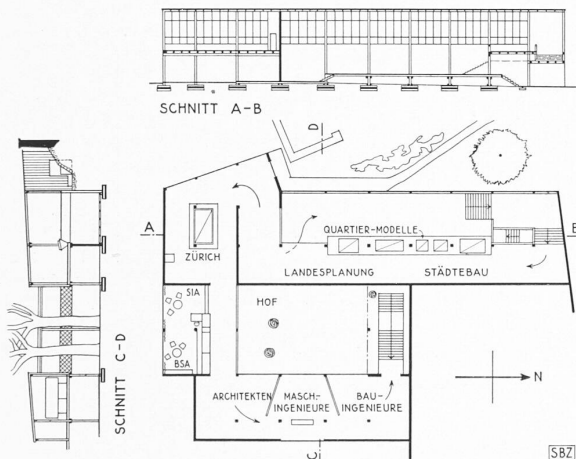 SCHNITT A-B
D
A
B
ZÜRICH
QUARTIER-MODELLE
LANDESPLANUNG
STÄDTEBAU
SIA
HOF
BSA
SCHNITT C-D
N
ARCHITEKTEN
MASCH.-
INGENIEURE
BAU-
INGENIEURE
C
SBZ